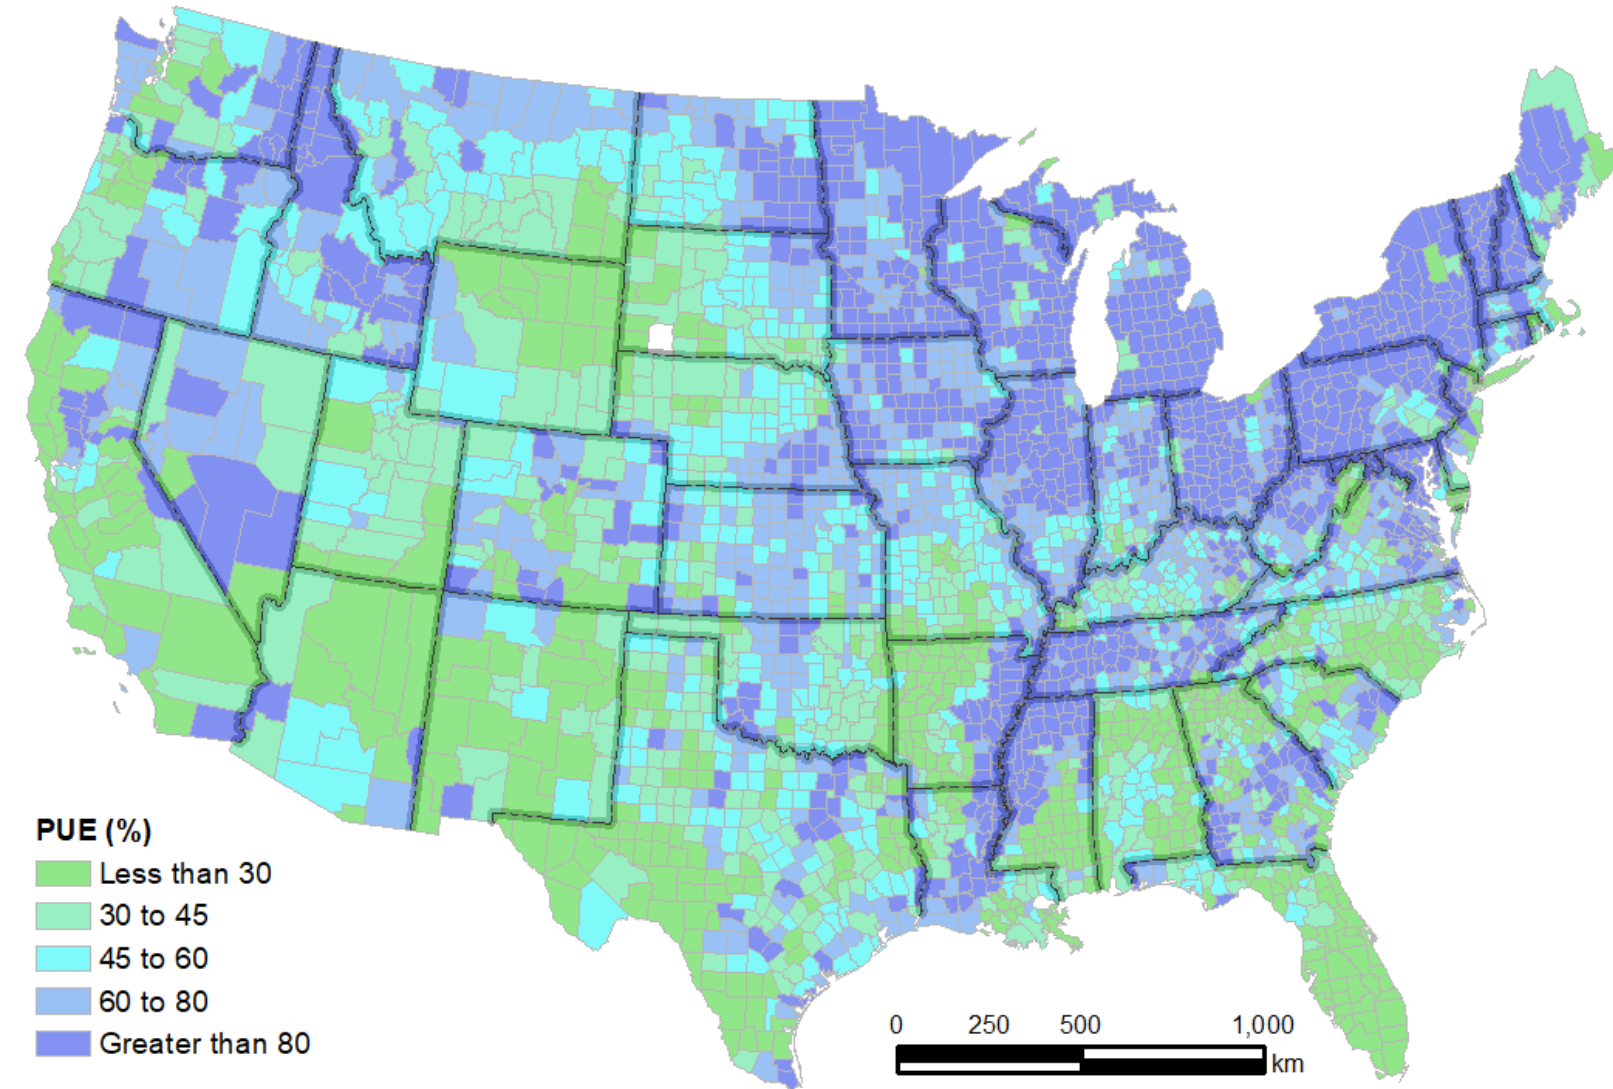 PUE (%)
Less than 30
30 to 45
45 to 60
60 to 80
Greater than 80
0 250 500 1,000
km